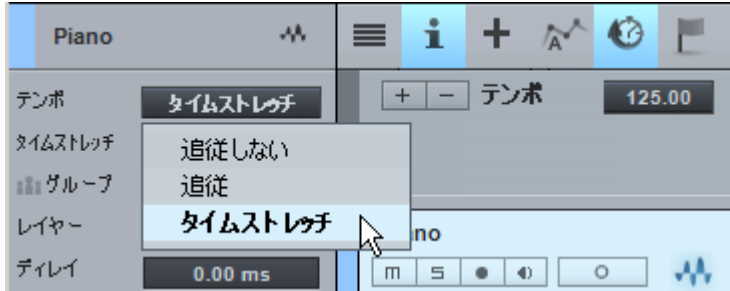 Piano
テンポ
タイムストレッチ
テンポ
125.00
タイムストレッチ
追従しない
グループ
追従
レイヤー
タイムストレッチ
no
ディレイ
0.00 ms
m
s